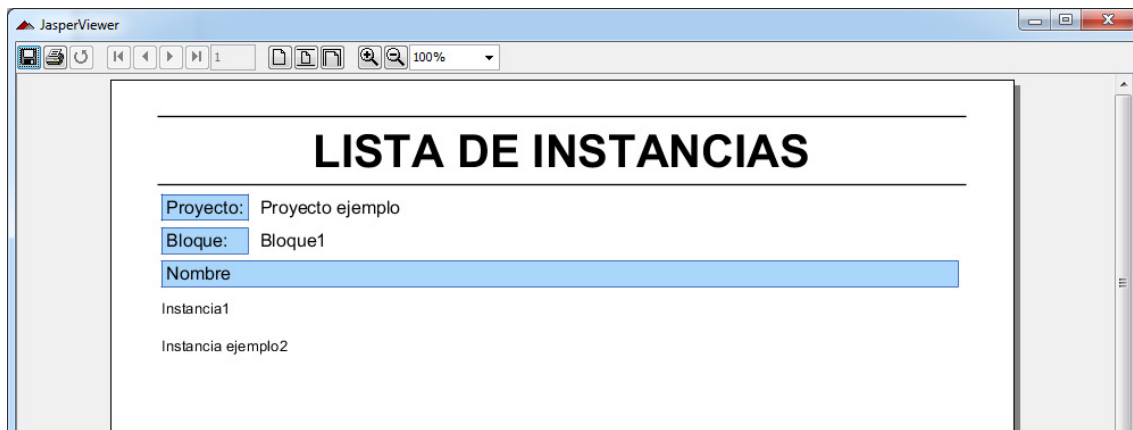 JasperViewer
1 100%
LISTA DE INSTANCIAS
Proyecto: Proyecto ejemplo
Bloque: Bloque1
Nombre
Instancia1
Instancia ejemplo2